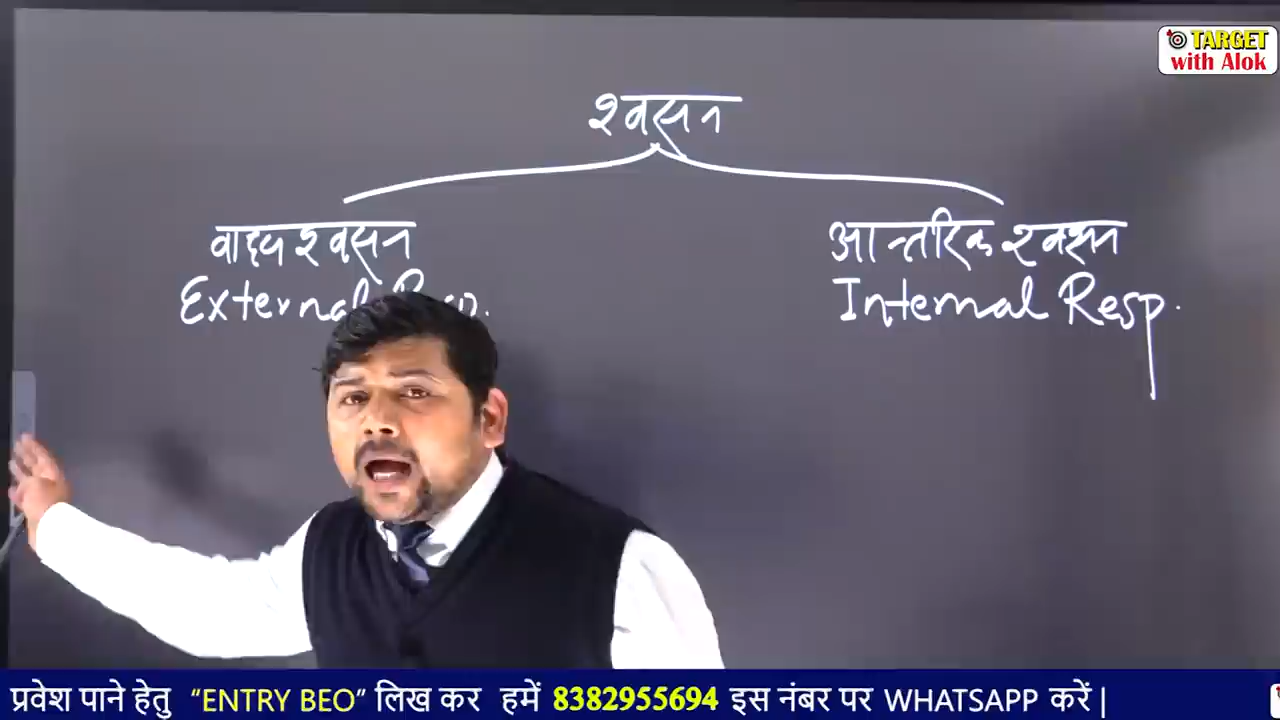 TARGET
with Alok
श्वसन
वाह्य श्वसन
आन्तरिक श्वसन
External Resp.
Internal Resp.
प्रवेश पाने हेतु “ENTRY BEO” लिख कर हमें 8382955694 इस नंबर पर WHATSAPP करें |